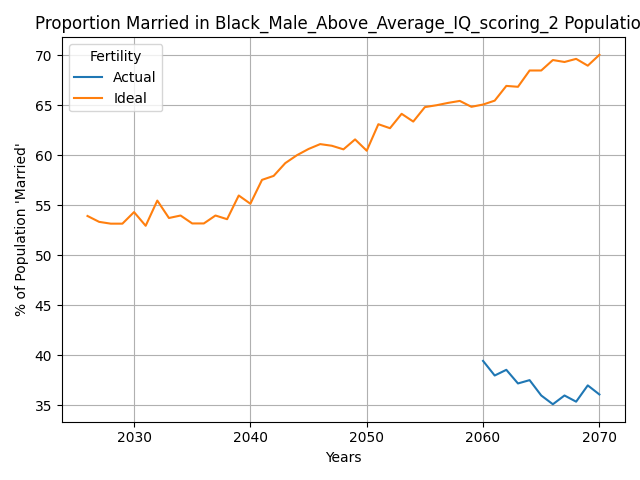 Proportion Married in Black_Male_Above_Average_IQ_scoring_2 Populatio
Fertility
Actual
Ideal
% of Population 'Married'
70
65
60
55
50
45
40
35
2030 2040 2050 2060 2070
Years